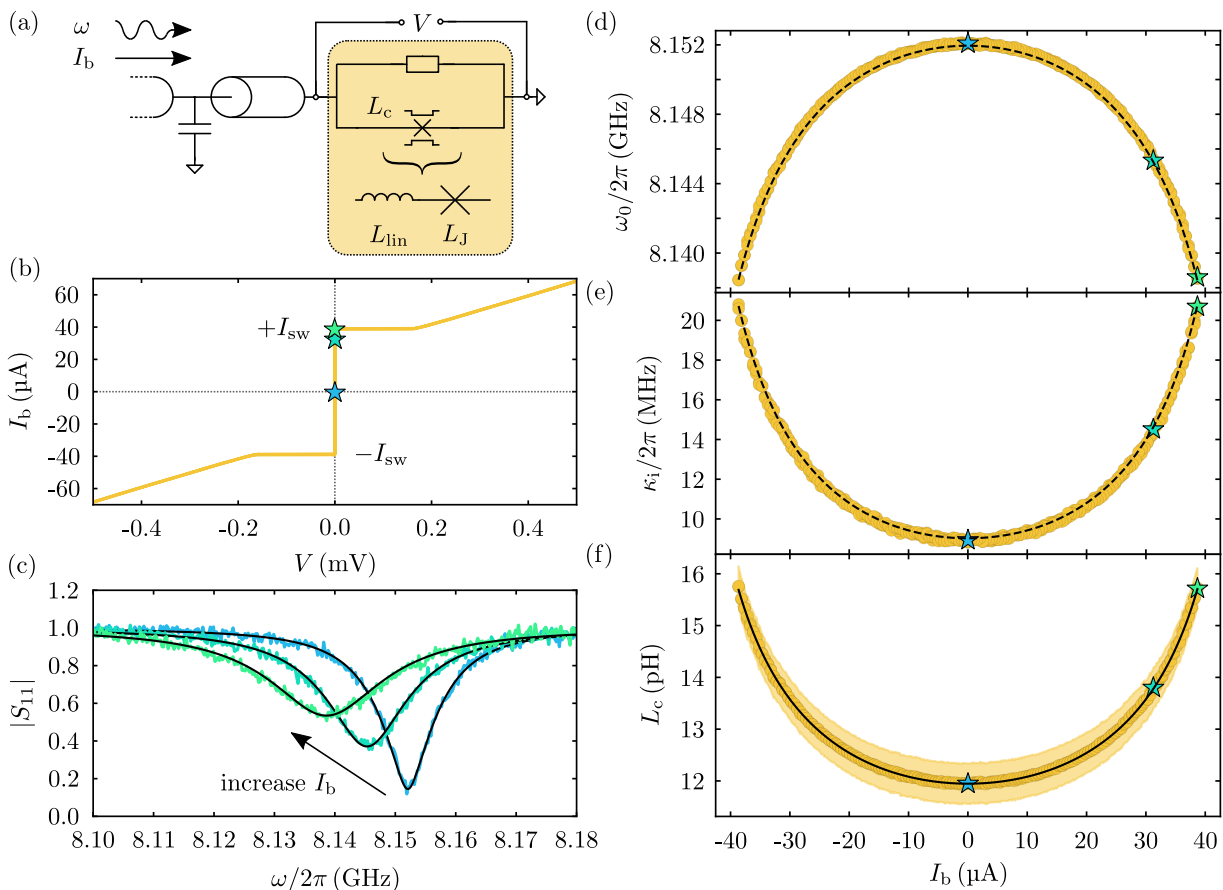 (a)
ω
I_b
V
L_c
L_lin
L_J
(b)
60
40
20
0
-20
-40
-60
I_b (µA)
+I_sw
−I_sw
-0.4
-0.2
0.0
0.2
0.4
V (mV)
(c)
1.2
1.0
0.8
0.6
0.4
0.2
0.0
|S_11|
increase I_b
8.10
8.11
8.12
8.13
8.14
8.15
8.16
8.17
8.18
ω/2π (GHz)
(d)
8.152
8.148
8.144
8.140
ω_0/2π (GHz)
(e)
20
18
16
14
12
10
κ_i/2π (MHz)
(f)
16
15
14
13
12
L_c (pH)
-40
-30
-20
-10
0
10
20
30
40
I_b (µA)